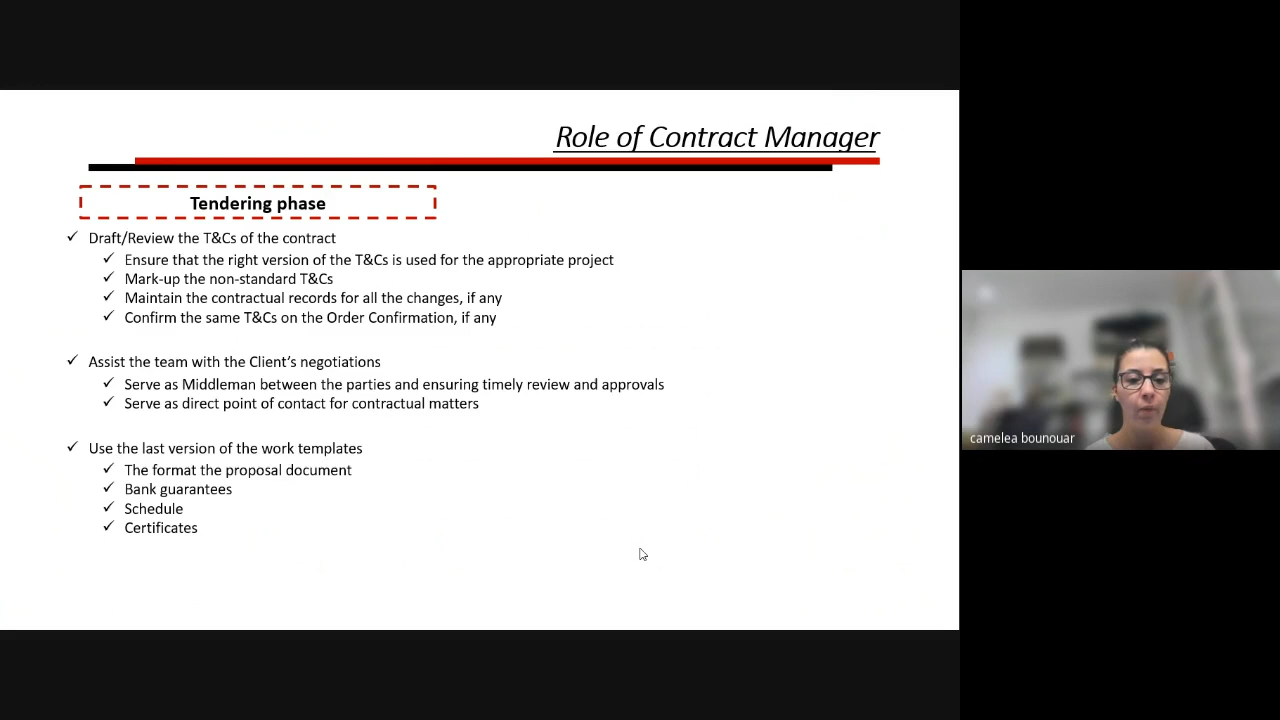 Role of Contract Manager
Tendering phase
✓ Draft/Review the T&Cs of the contract
✓ Ensure that the right version of the T&Cs is used for the appropriate project
✓ Mark-up the non-standard T&Cs
✓ Maintain the contractual records for all the changes, if any
✓ Confirm the same T&Cs on the Order Confirmation, if any
✓ Assist the team with the Client’s negotiations
✓ Serve as Middleman between the parties and ensuring timely review and approvals
✓ Serve as direct point of contact for contractual matters
✓ Use the last version of the work templates
✓ The format the proposal document
✓ Bank guarantees
✓ Schedule
✓ Certificates
camelea bounouar